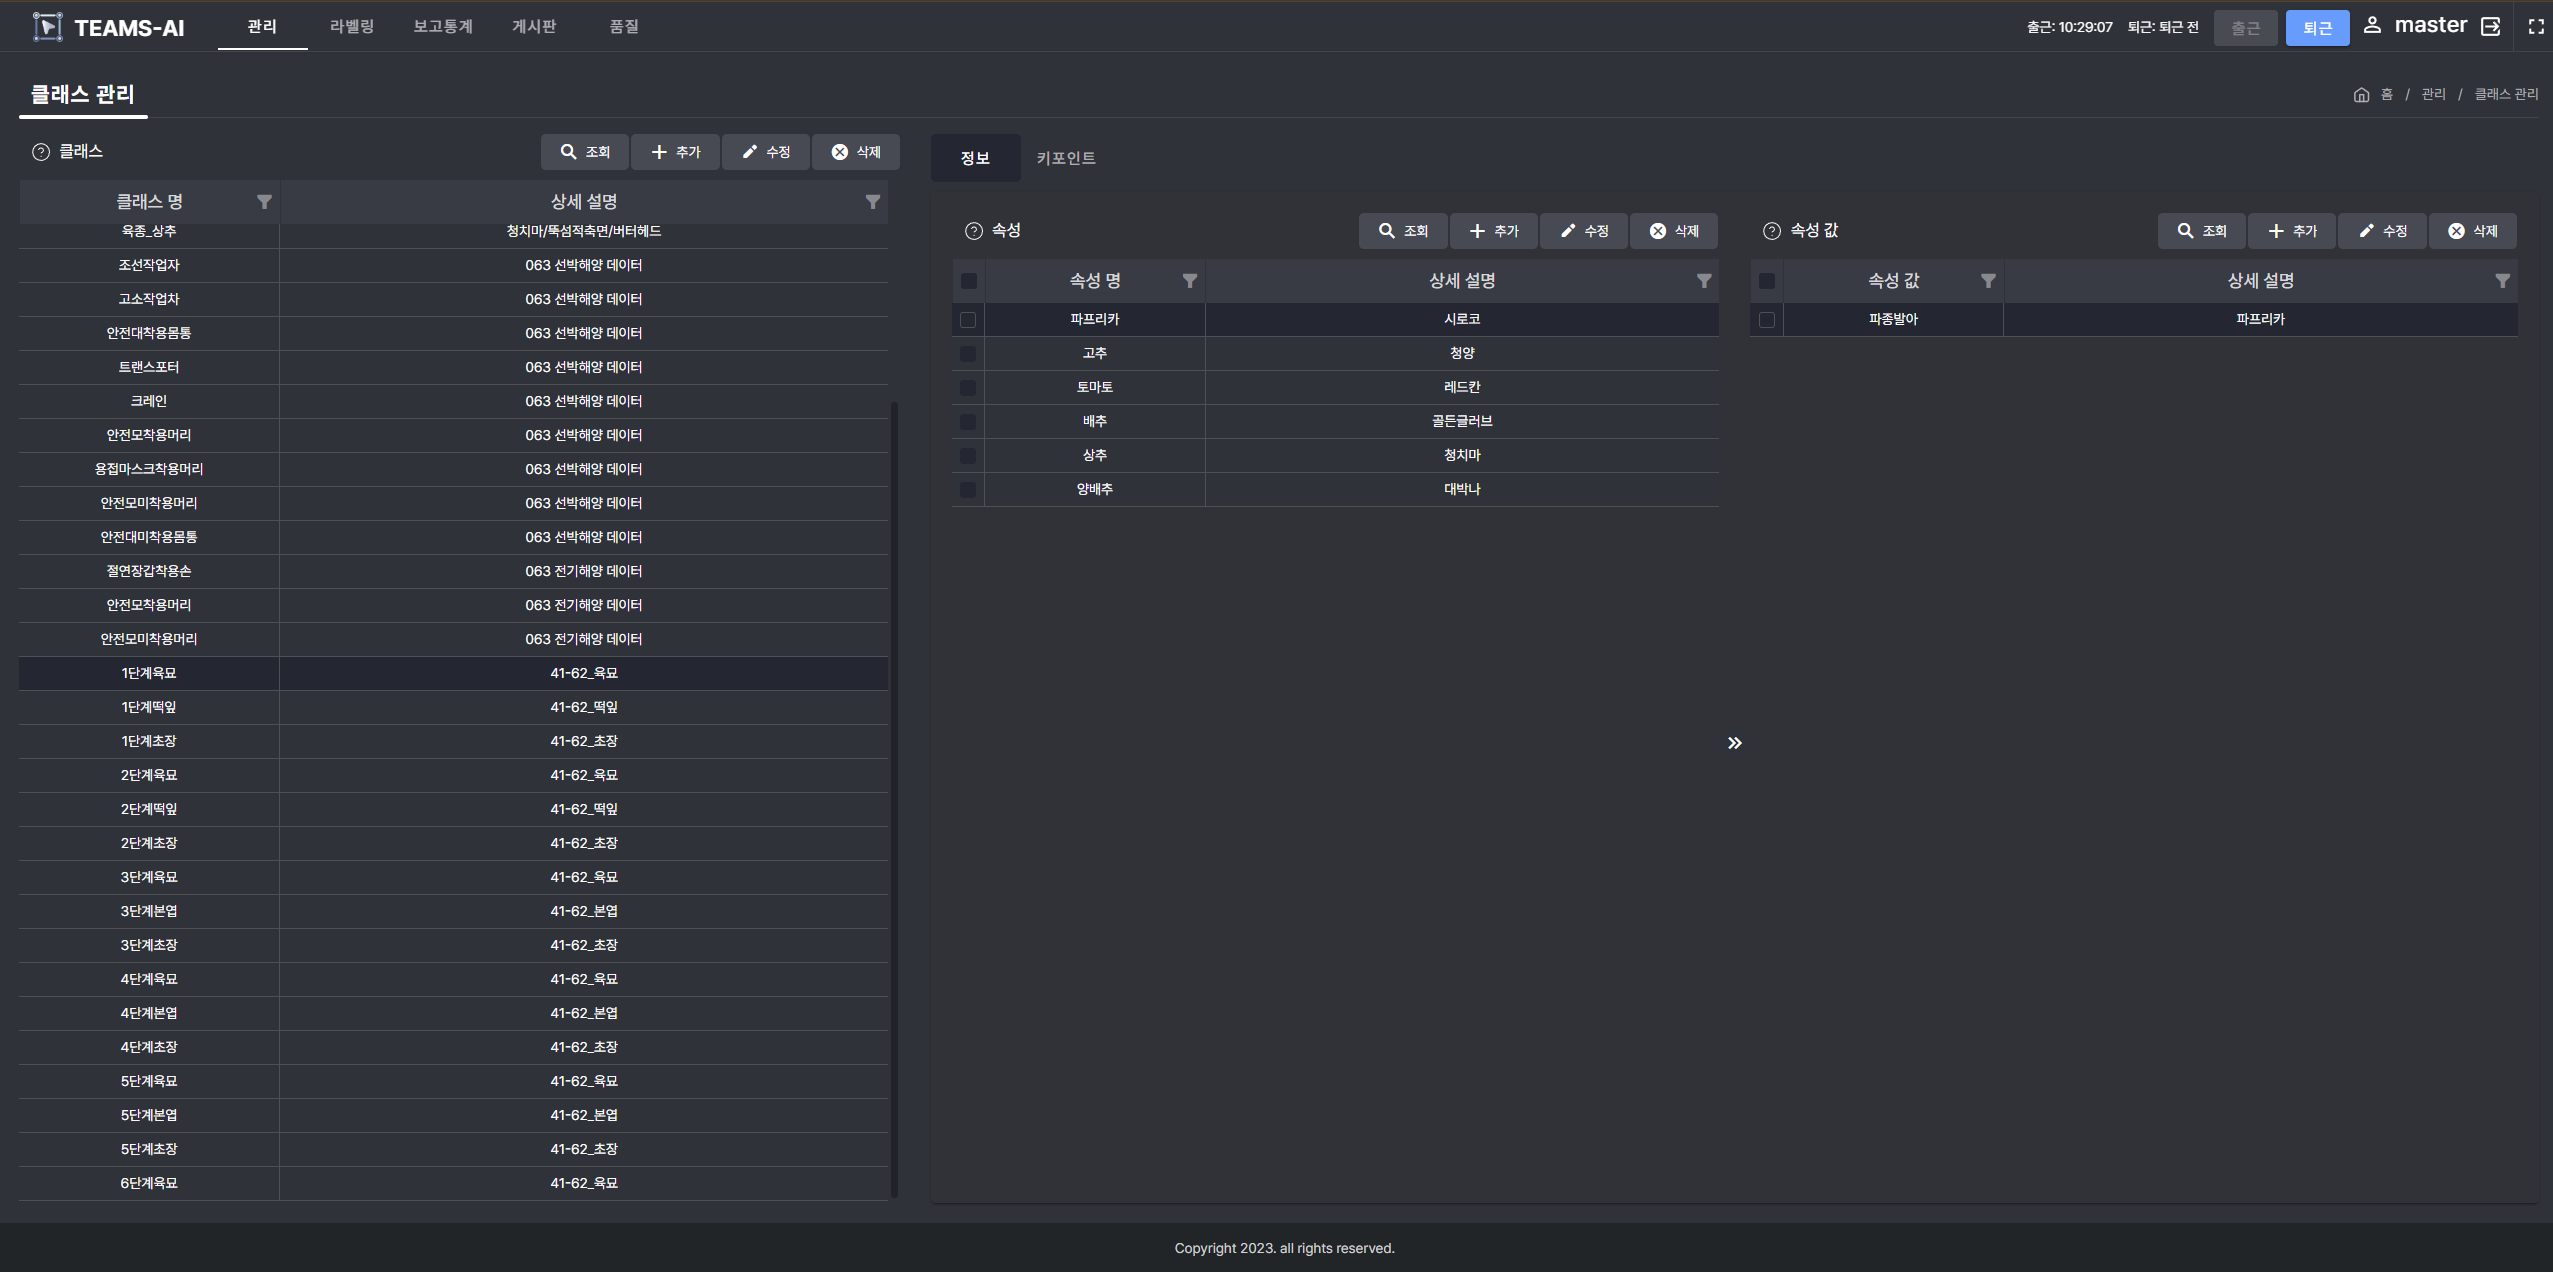 TEAMS-AI 관리 라벨링 보고통계 게시판 품질 출근: 10:29:07 퇴근: 퇴근 전 출근 퇴근 master
클래스 관리 홈 / 관리 / 클래스 관리
클래스 조회 추가 수정 삭제
클래스 명 상세 설명
육종_상추 청치마/뚝섬적축면/버터헤드
조선작업자 063 선박해양 데이터
고소작업차 063 선박해양 데이터
안전대착용몸통 063 선박해양 데이터
트랜스포터 063 선박해양 데이터
크레인 063 선박해양 데이터
안전모착용머리 063 선박해양 데이터
용접마스크착용머리 063 선박해양 데이터
안전모미착용머리 063 선박해양 데이터
안전대미착용몸통 063 선박해양 데이터
절연장갑착용손 063 전기해양 데이터
안전모착용머리 063 전기해양 데이터
안전모미착용머리 063 전기해양 데이터
1단계육묘 41-62_육묘
1단계떡잎 41-62_떡잎
1단계초장 41-62_초장
2단계육묘 41-62_육묘
2단계떡잎 41-62_떡잎
2단계초장 41-62_초장
3단계육묘 41-62_육묘
3단계본엽 41-62_본엽
3단계초장 41-62_초장
4단계육묘 41-62_육묘
4단계본엽 41-62_본엽
4단계초장 41-62_초장
5단계육묘 41-62_육묘
5단계본엽 41-62_본엽
5단계초장 41-62_초장
6단계육묘 41-62_육묘
정보 키포인트
속성 조회 추가 수정 삭제
속성 명 상세 설명
파프리카 시로코
고추 청양
토마토 레드칸
배추 골든글러브
상추 청치마
양배추 대박나
속성 값 조회 추가 수정 삭제
속성 값 상세 설명
파종발아 파프리카
Copyright 2023. all rights reserved.